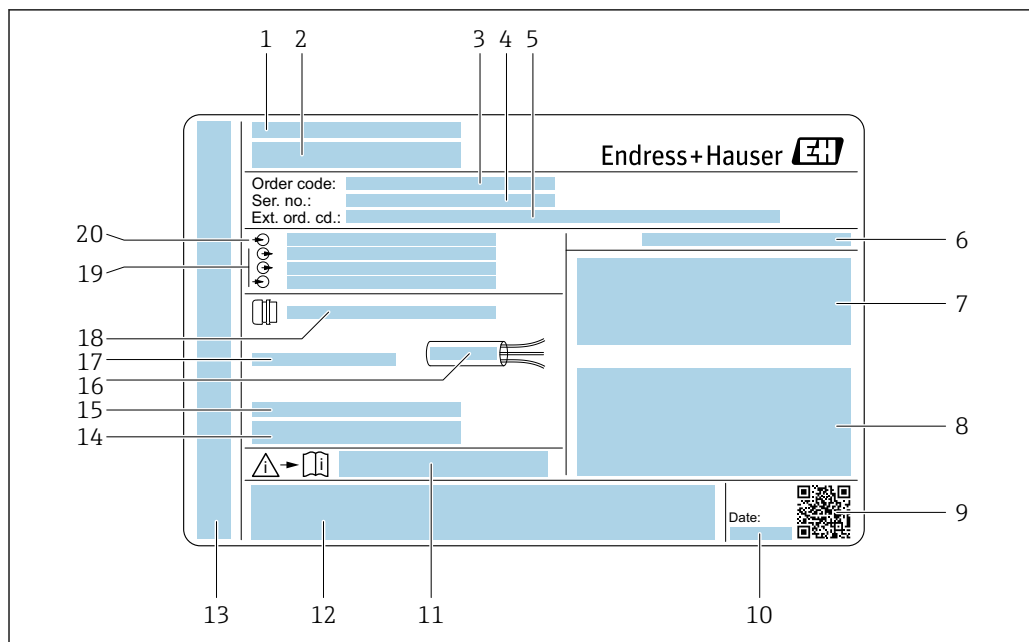 1 2 3 4 5
Endress+Hauser EH
Order code:
Ser. no.:
Ext. ord. cd.:
20
6
19
7
18
17
16
15
8
14
i i
9
Date:
13 12 11 10